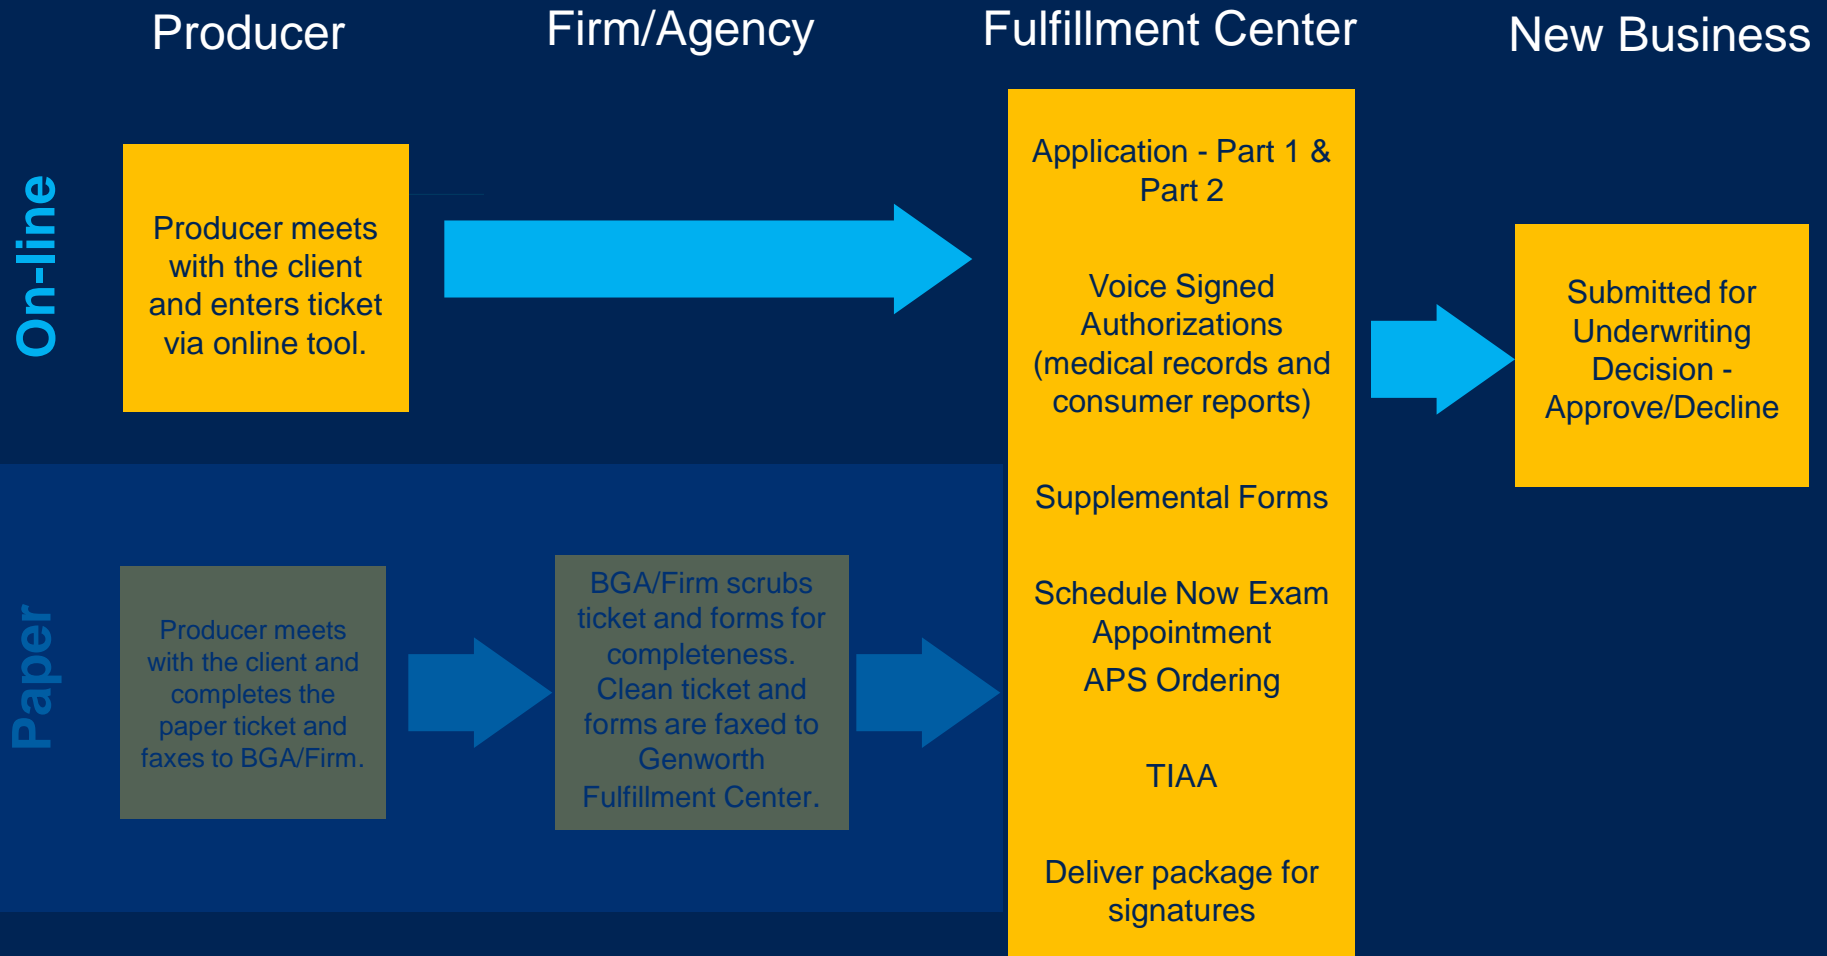 Producer
Firm/Agency
Fulfillment Center
New Business
On-line
Producer meets
with the client
and enters ticket
via online tool.
Application - Part 1 &
Part 2
Voice Signed
Authorizations
(medical records and
consumer reports)
Supplemental Forms
Schedule Now Exam
Appointment
APS Ordering
TIAA
Deliver package for
signatures
Submitted for
Underwriting
Decision -
Approve/Decline
Paper
Producer meets
with the client and
completes the
paper ticket and
faxes to BGA/Firm.
BGA/Firm scrubs
ticket and forms for
completeness.
Clean ticket and
forms are faxed to
Genworth
Fulfillment Center.